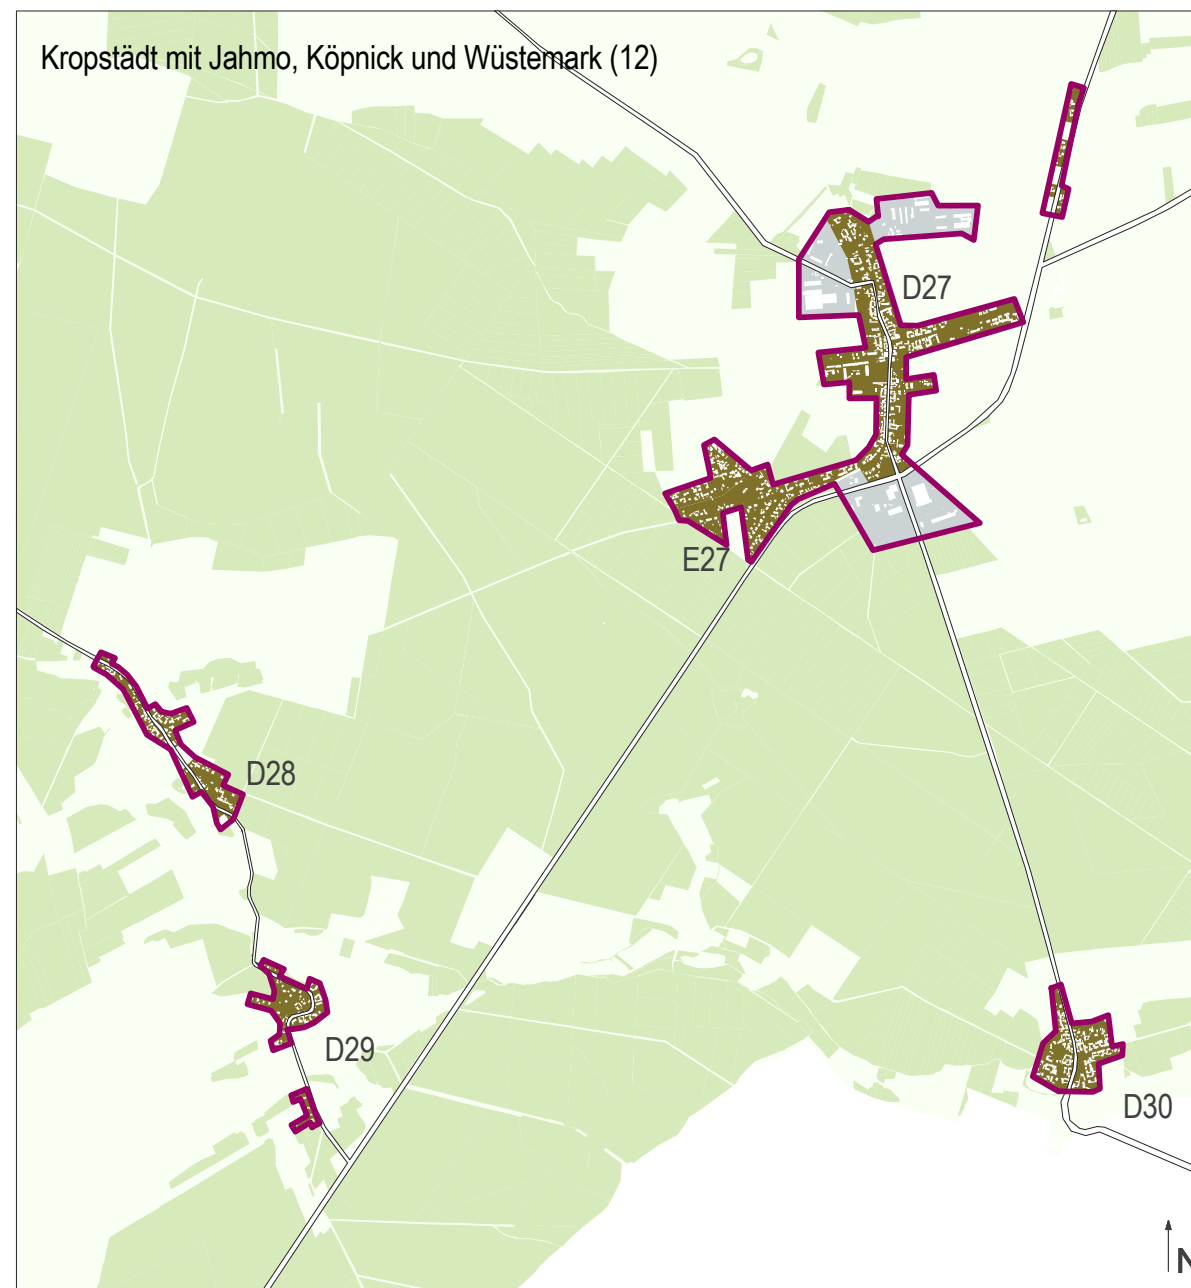 Kropstädt mit Jahmo, Köpnick und Wüstemark (12)
D27
E27
D28
D29
D30
N